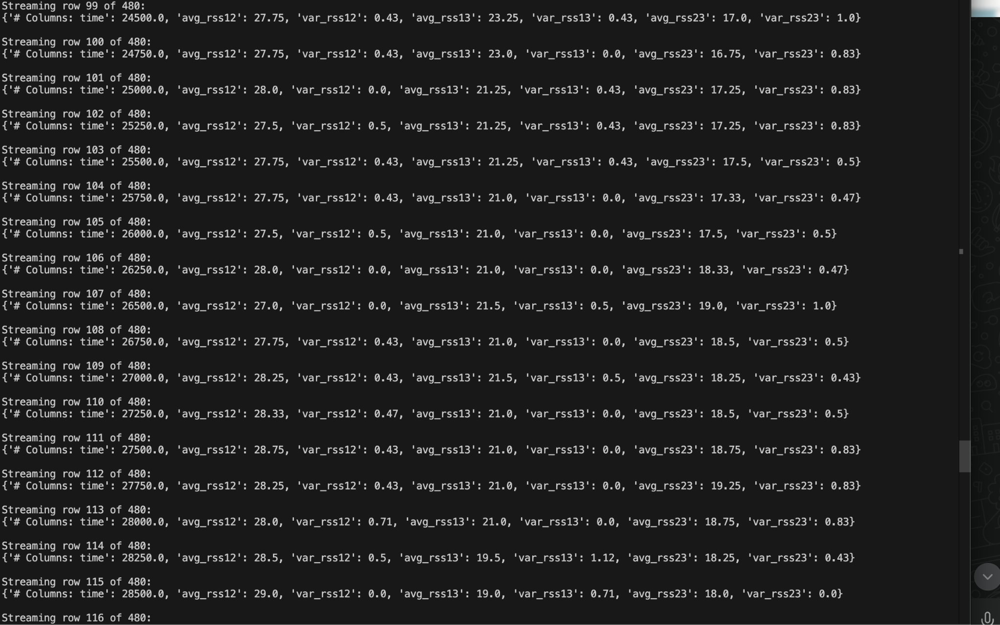 Streaming row 99 of 480:
{'# Columns: time': 24500.0, 'avg_rss12': 27.75, 'var_rss12': 0.43, 'avg_rss13': 23.25, 'var_rss13': 0.43, 'avg_rss23': 17.0, 'var_rss23': 1.0}
Streaming row 100 of 480:
{'# Columns: time': 24750.0, 'avg_rss12': 27.75, 'var_rss12': 0.43, 'avg_rss13': 23.0, 'var_rss13': 0.0, 'avg_rss23': 16.75, 'var_rss23': 0.83}
Streaming row 101 of 480:
{'# Columns: time': 25000.0, 'avg_rss12': 28.0, 'var_rss12': 0.0, 'avg_rss13': 21.25, 'var_rss13': 0.43, 'avg_rss23': 17.25, 'var_rss23': 0.83}
Streaming row 102 of 480:
{'# Columns: time': 25250.0, 'avg_rss12': 27.5, 'var_rss12': 0.5, 'avg_rss13': 21.25, 'var_rss13': 0.43, 'avg_rss23': 17.25, 'var_rss23': 0.83}
Streaming row 103 of 480:
{'# Columns: time': 25500.0, 'avg_rss12': 27.75, 'var_rss12': 0.43, 'avg_rss13': 21.25, 'var_rss13': 0.43, 'avg_rss23': 17.5, 'var_rss23': 0.5}
Streaming row 104 of 480:
{'# Columns: time': 25750.0, 'avg_rss12': 27.75, 'var_rss12': 0.43, 'avg_rss13': 21.0, 'var_rss13': 0.0, 'avg_rss23': 17.33, 'var_rss23': 0.47}
Streaming row 105 of 480:
{'# Columns: time': 26000.0, 'avg_rss12': 27.5, 'var_rss12': 0.5, 'avg_rss13': 21.0, 'var_rss13': 0.0, 'avg_rss23': 17.5, 'var_rss23': 0.5}
Streaming row 106 of 480:
{'# Columns: time': 26250.0, 'avg_rss12': 28.0, 'var_rss12': 0.0, 'avg_rss13': 21.0, 'var_rss13': 0.0, 'avg_rss23': 18.33, 'var_rss23': 0.47}
Streaming row 107 of 480:
{'# Columns: time': 26500.0, 'avg_rss12': 27.0, 'var_rss12': 0.0, 'avg_rss13': 21.5, 'var_rss13': 0.5, 'avg_rss23': 19.0, 'var_rss23': 1.0}
Streaming row 108 of 480:
{'# Columns: time': 26750.0, 'avg_rss12': 27.75, 'var_rss12': 0.43, 'avg_rss13': 21.0, 'var_rss13': 0.0, 'avg_rss23': 18.5, 'var_rss23': 0.5}
Streaming row 109 of 480:
{'# Columns: time': 27000.0, 'avg_rss12': 28.25, 'var_rss12': 0.43, 'avg_rss13': 21.5, 'var_rss13': 0.5, 'avg_rss23': 18.25, 'var_rss23': 0.43}
Streaming row 110 of 480:
{'# Columns: time': 27250.0, 'avg_rss12': 28.33, 'var_rss12': 0.47, 'avg_rss13': 21.0, 'var_rss13': 0.0, 'avg_rss23': 18.5, 'var_rss23': 0.5}
Streaming row 111 of 480:
{'# Columns: time': 27500.0, 'avg_rss12': 28.75, 'var_rss12': 0.43, 'avg_rss13': 21.0, 'var_rss13': 0.0, 'avg_rss23': 18.75, 'var_rss23': 0.83}
Streaming row 112 of 480:
{'# Columns: time': 27750.0, 'avg_rss12': 28.25, 'var_rss12': 0.43, 'avg_rss13': 21.0, 'var_rss13': 0.0, 'avg_rss23': 19.25, 'var_rss23': 0.83}
Streaming row 113 of 480:
{'# Columns: time': 28000.0, 'avg_rss12': 28.0, 'var_rss12': 0.71, 'avg_rss13': 21.0, 'var_rss13': 0.0, 'avg_rss23': 18.75, 'var_rss23': 0.83}
Streaming row 114 of 480:
{'# Columns: time': 28250.0, 'avg_rss12': 28.5, 'var_rss12': 0.5, 'avg_rss13': 19.5, 'var_rss13': 1.12, 'avg_rss23': 18.25, 'var_rss23': 0.43}
Streaming row 115 of 480:
{'# Columns: time': 28500.0, 'avg_rss12': 29.0, 'var_rss12': 0.0, 'avg_rss13': 19.0, 'var_rss13': 0.71, 'avg_rss23': 18.0, 'var_rss23': 0.0}
Streaming row 116 of 480: